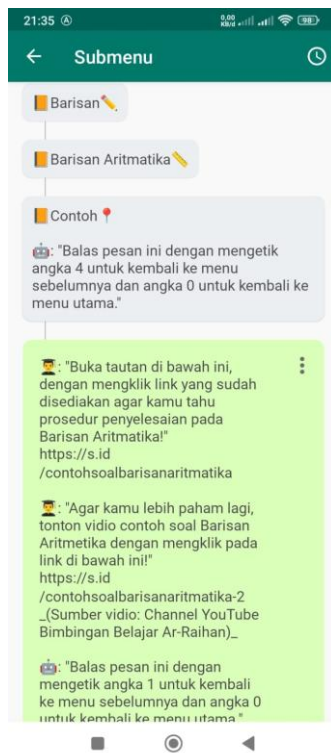 21:35
0,00
KB/d
98
Submenu
Barisan
Barisan Aritmatika
Contoh
: "Balas pesan ini dengan mengetik
angka 4 untuk kembali ke menu
sebelumnya dan angka 0 untuk kembali ke
menu utama."
: "Buka tautan di bawah ini,
dengan mengklik link yang sudah
disediakan agar kamu tahu
prosedur penyelesaian pada
Barisan Aritmatika!"
https://s.id
/contohsoalbarisanaritmatika
: "Agar kamu lebih paham lagi,
tonton vidio contoh soal Barisan
Aritmetika dengan mengklik pada
link di bawah ini!"
https://s.id
/contohsoalbarisanaritmatika-2
_(Sumber vidio: Channel YouTube
Bimbingan Belajar Ar-Raihan)_
: "Balas pesan ini dengan
mengetik angka 1 untuk kembali
ke menu sebelumnya dan angka 0
untuk kembali ke menu utama."